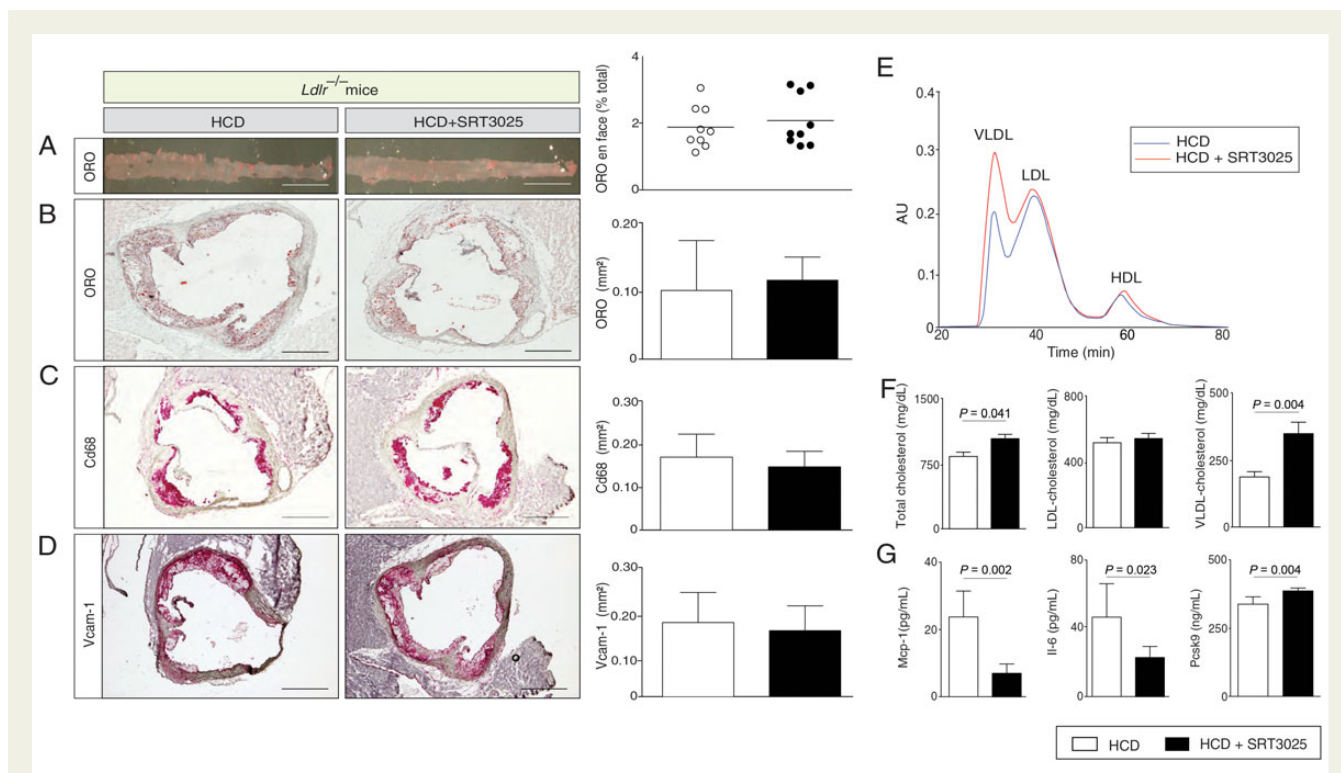 Ldlr−/− mice
HCD
HCD+SRT3025
A
ORO
ORO en face (% total)
4
2
0
B
ORO
ORO (mm²)
0.20
0.10
0
C
Cd68
Cd68 (mm²)
0.30
0.20
0.10
0
D
Vcam-1
Vcam-1 (mm²)
0.30
0.20
0.10
0
E
AU
0.4
0.3
0.2
0.1
0
20
40
60
80
Time (min)
VLDL
LDL
HDL
HCD
HCD + SRT3025
F
Total cholesterol (mg/dL)
1500
750
0
P = 0.041
LDL-cholesterol (mg/dL)
800
400
0
VLDL-cholesterol (mg/dL)
500
250
0
P = 0.004
G
Mcp-1(pg/mL)
40
20
0
P = 0.002
Il-6 (pg/mL)
80
40
0
P = 0.023
Pcsk9 (ng/mL)
500
250
0
P = 0.004
HCD
HCD + SRT3025